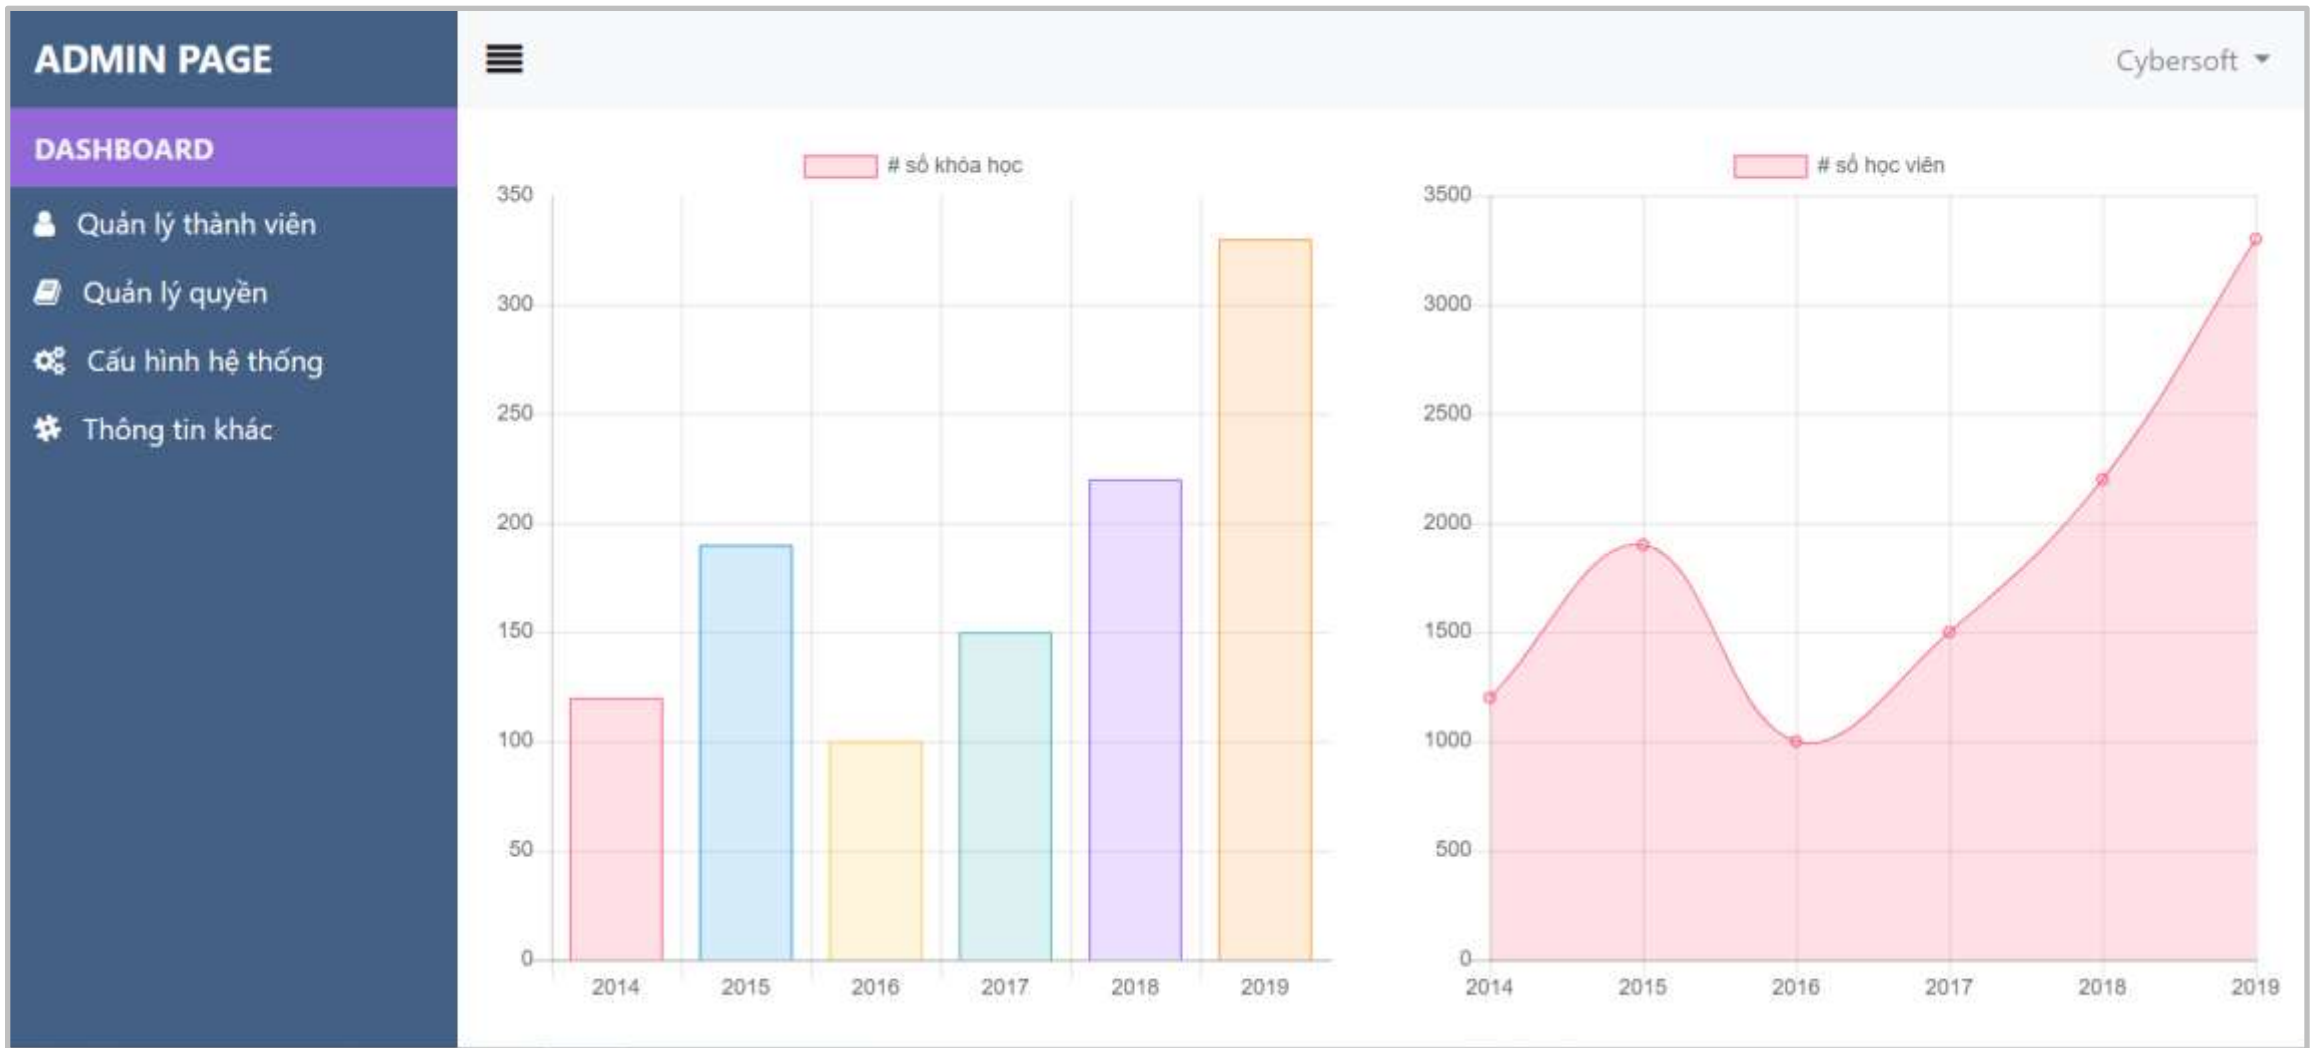 ADMIN PAGE
Cybersoft
DASHBOARD
Quản lý thành viên
Quản lý quyền
Cấu hình hệ thống
Thông tin khác
# số khóa học
350
300
250
200
150
100
50
0
2014 2015 2016 2017 2018 2019
# số học viên
3500
3000
2500
2000
1500
1000
500
0
2014 2015 2016 2017 2018 2019